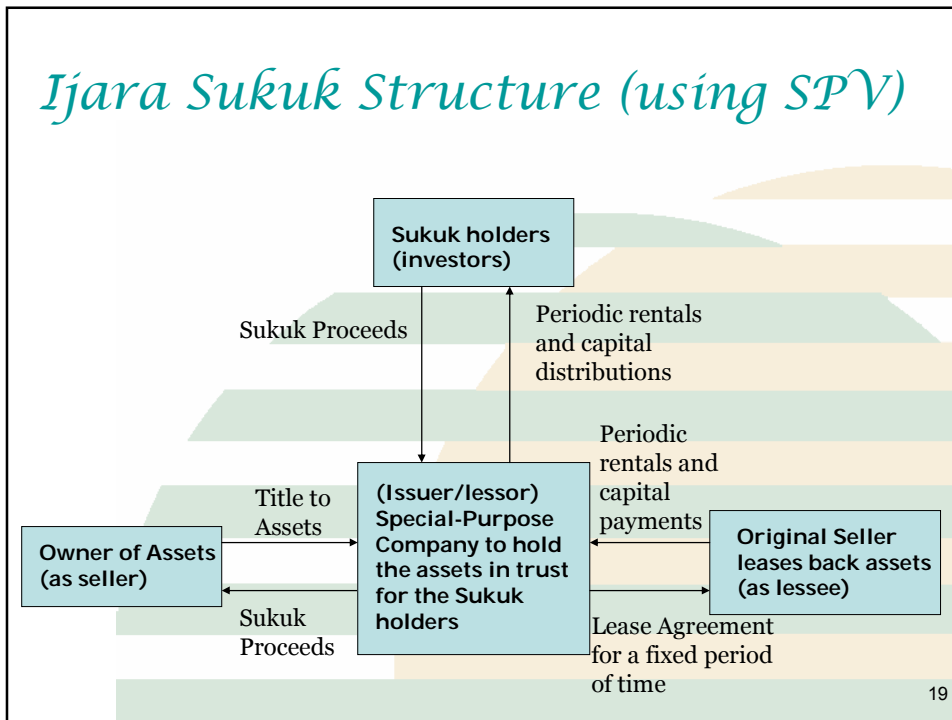 Ijara Sukuk Structure (using SPV)
Sukuk holders
(investors)
Sukuk Proceeds
Periodic rentals
and capital
distributions
Periodic
rentals and
capital
payments
Title to
Assets
(Issuer/lessor)
Special-Purpose
Company to hold
the assets in trust
for the Sukuk
holders
Owner of Assets
(as seller)
Original Seller
leases back assets
(as lessee)
Sukuk
Proceeds
Lease Agreement
for a fixed period
of time
19